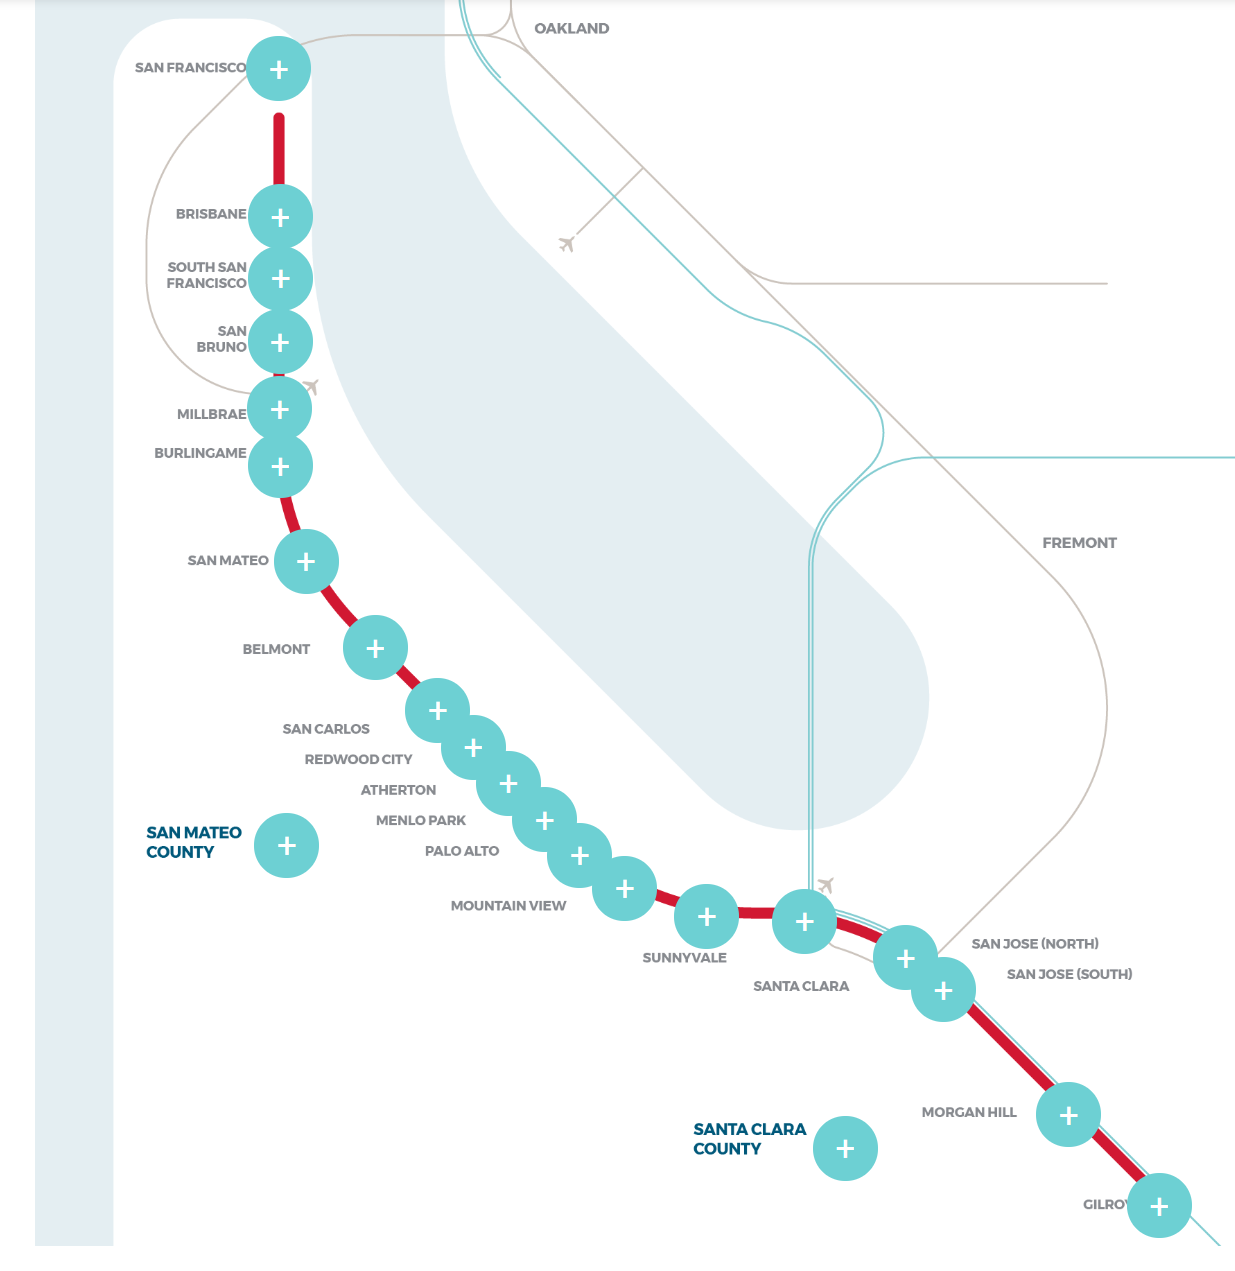 OAKLAND
SAN FRANCISCO
BRISBANE
SOUTH SAN
FRANCISCO
SAN
BRUNO
MILLBRAE
BURLINGAME
FREMONT
SAN MATEO
BELMONT
SAN CARLOS
REDWOOD CITY
ATHERTON
MENLO PARK
SAN MATEO
COUNTY
PALO ALTO
MOUNTAIN VIEW
SUNNYVALE
SANTA CLARA
SAN JOSE (NORTH)
SAN JOSE (SOUTH)
MORGAN HILL
SANTA CLARA
COUNTY
GILROY